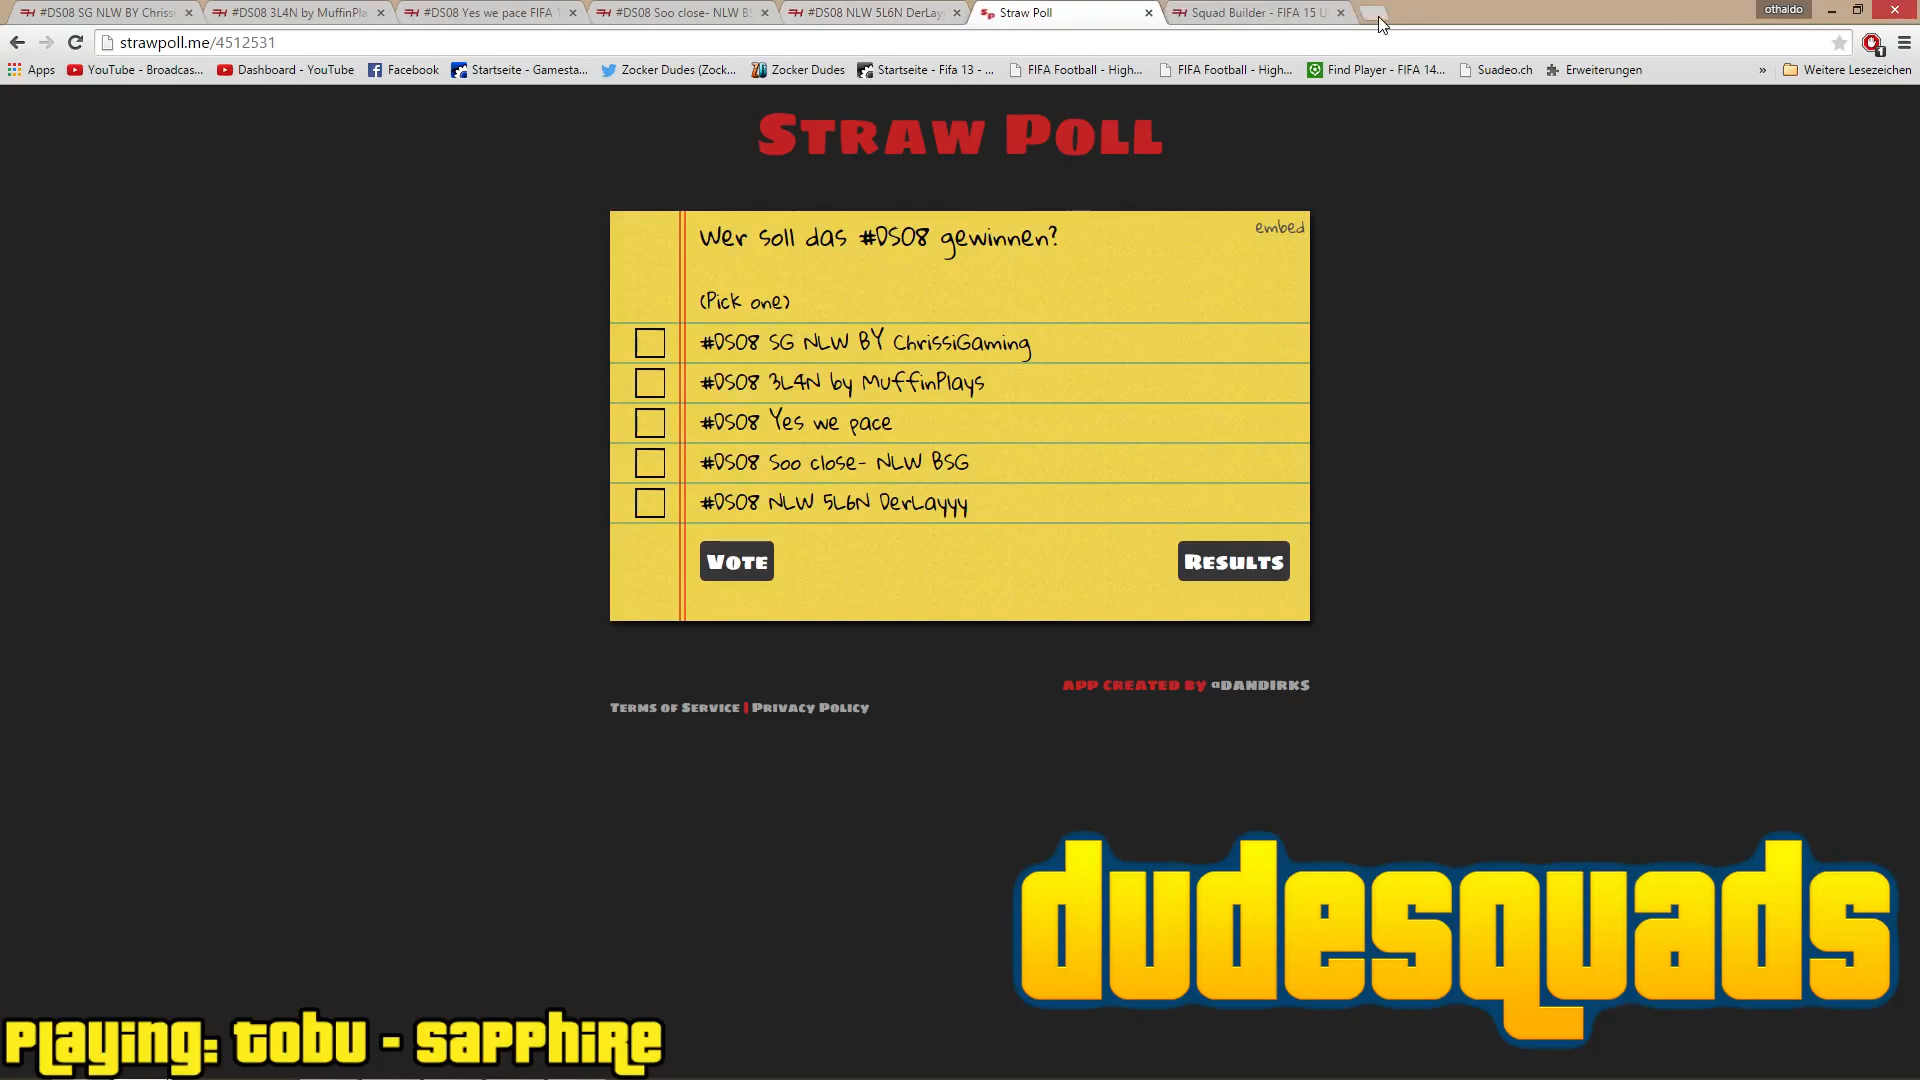 #DS08 SG NLW BY Chriss
#DS08 3L4N by MuffinPla
#DS08 Yes we pace FIFA 1
#DS08 Soo close- NLW BS
#DS08 NLW 5L6N DerLay
Straw Poll
Squad Builder - FIFA 15 U
othaldo
strawpoll.me/4512531
1
Apps
YouTube - Broadcas...
Dashboard - YouTube
Facebook
Startseite - Gamesta...
Zocker Dudes (Zock...
Zocker Dudes
Startseite - Fifa 13 - ...
FIFA Football - High...
FIFA Football - High...
Find Player - FIFA 14...
Suadeo.ch
Erweiterungen
»
Weitere Lesezeichen
STRAW POLL
embed
Wer soll das #DS08 gewinnen?
(Pick one)
#DS08 SG NLW BY ChrissiGaming
#DS08 3L4N by MuffinPlays
#DS08 Yes we pace
#DS08 Soo close- NLW BSG
#DS08 NLW 5L6N DerLayyy
VOTE
RESULTS
APP CREATED BY @DANDIRKS
TERMS OF SERVICE | PRIVACY POLICY
dudesquads
PLAYING: TOBU - SAPPHIRE